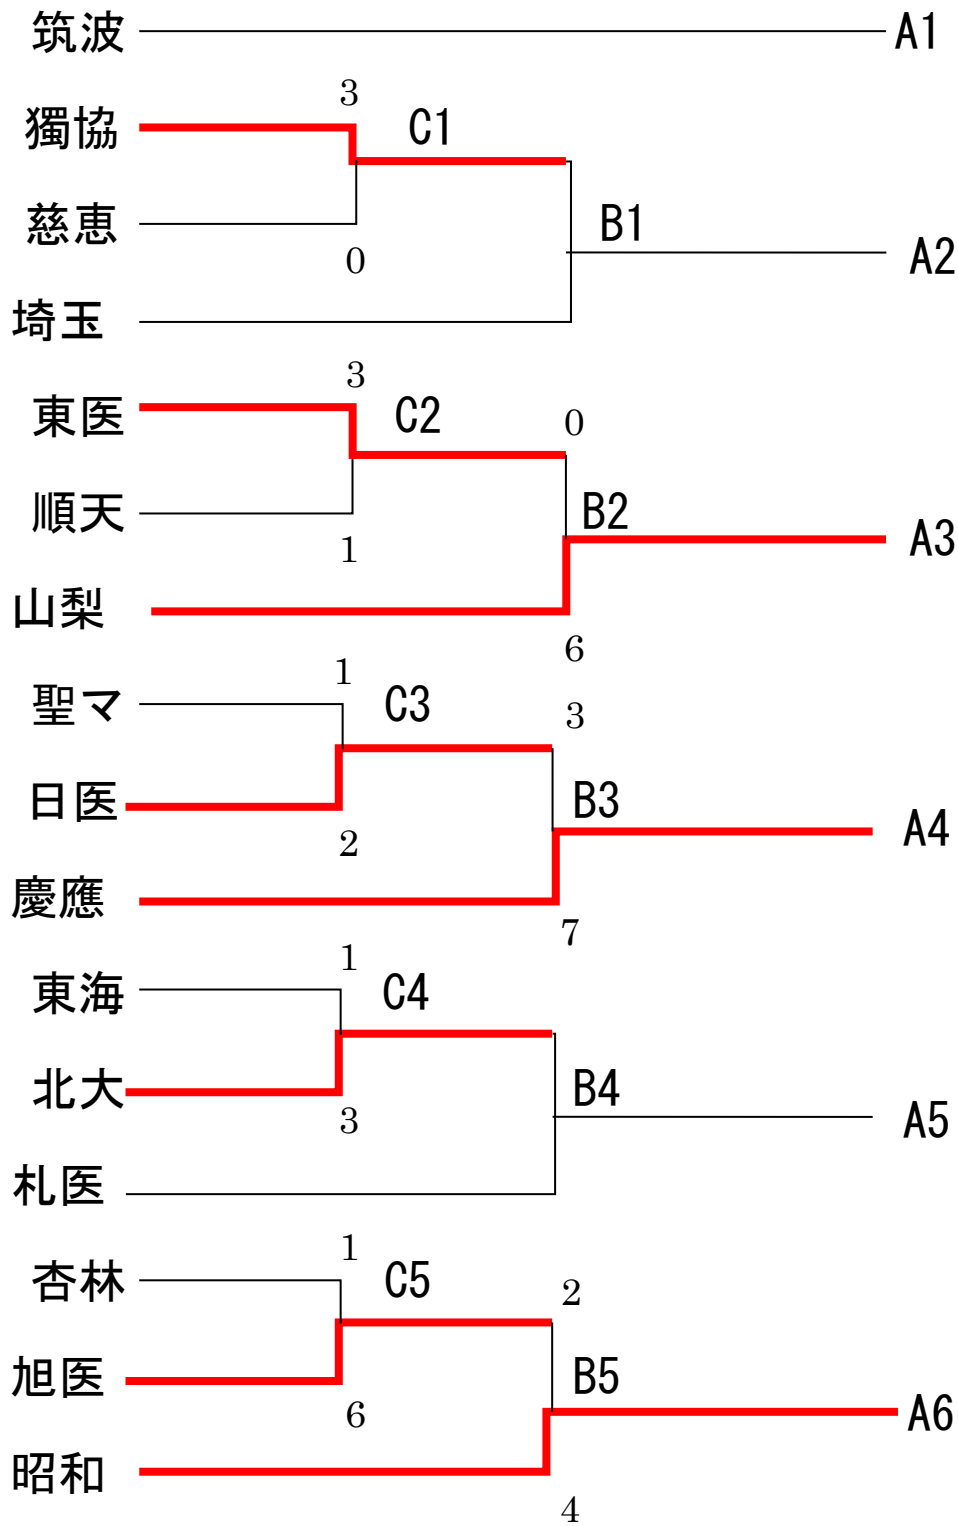 筑波 A1
3
獨協 C1
慈恵 B1
0 A2
埼玉
3
東医 C2 0
順天 B2
1 A3
山梨
6
1
聖マ C3 3
日医 B3
2 A4
慶應
7
1
東海 C4
北大 B4
3 A5
札医
1
杏林 C5 2
旭医 B5
6 A6
昭和
4